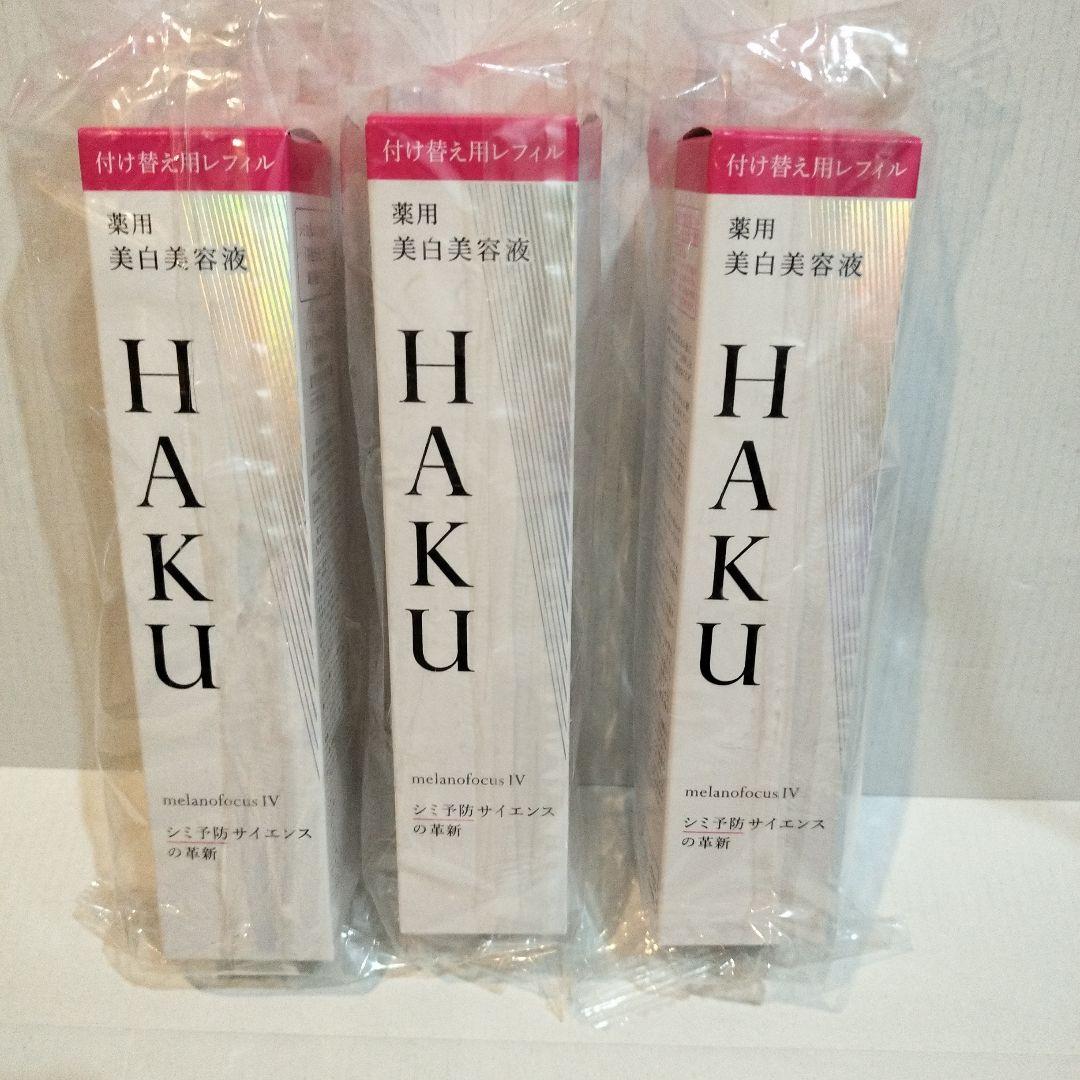 付け替え用レフィル
薬用
美白美容液
HAKU
melanofocus IV
シミ予防サイエンス
の革新
付け替え用レフィル
薬用
美白美容液
HAKU
melanofocus IV
シミ予防サイエンス
の革新
付け替え用レフィル
薬用
美白美容液
HAKU
melanofocus IV
シミ予防サイエンス
の革新